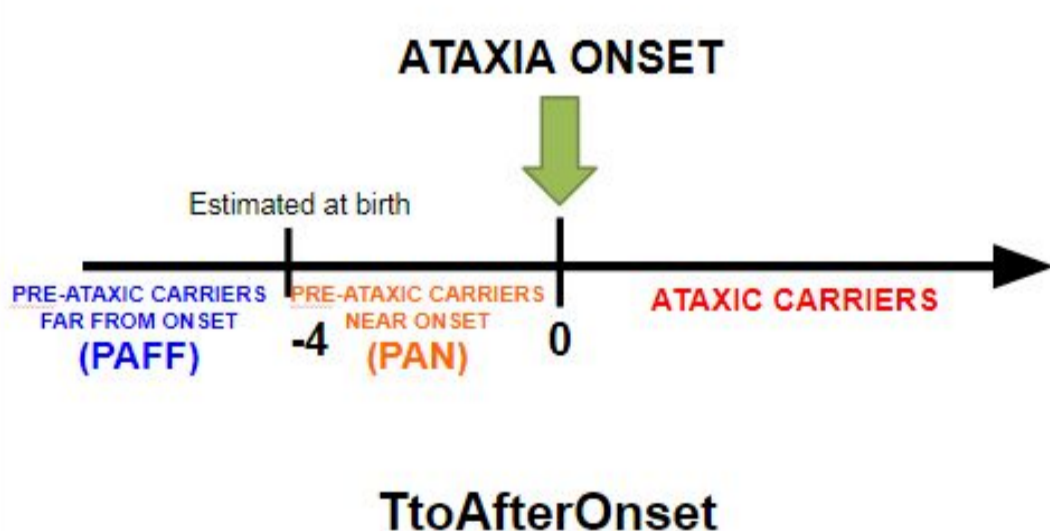 ATAXIA ONSET
Estimated at birth
PRE-ATAXIC CARRIERS
FAR FROM ONSET
(PAFF)
-4
PRE-ATAXIC CARRIERS
NEAR ONSET
(PAN)
0
ATAXIC CARRIERS
TtoAfterOnset